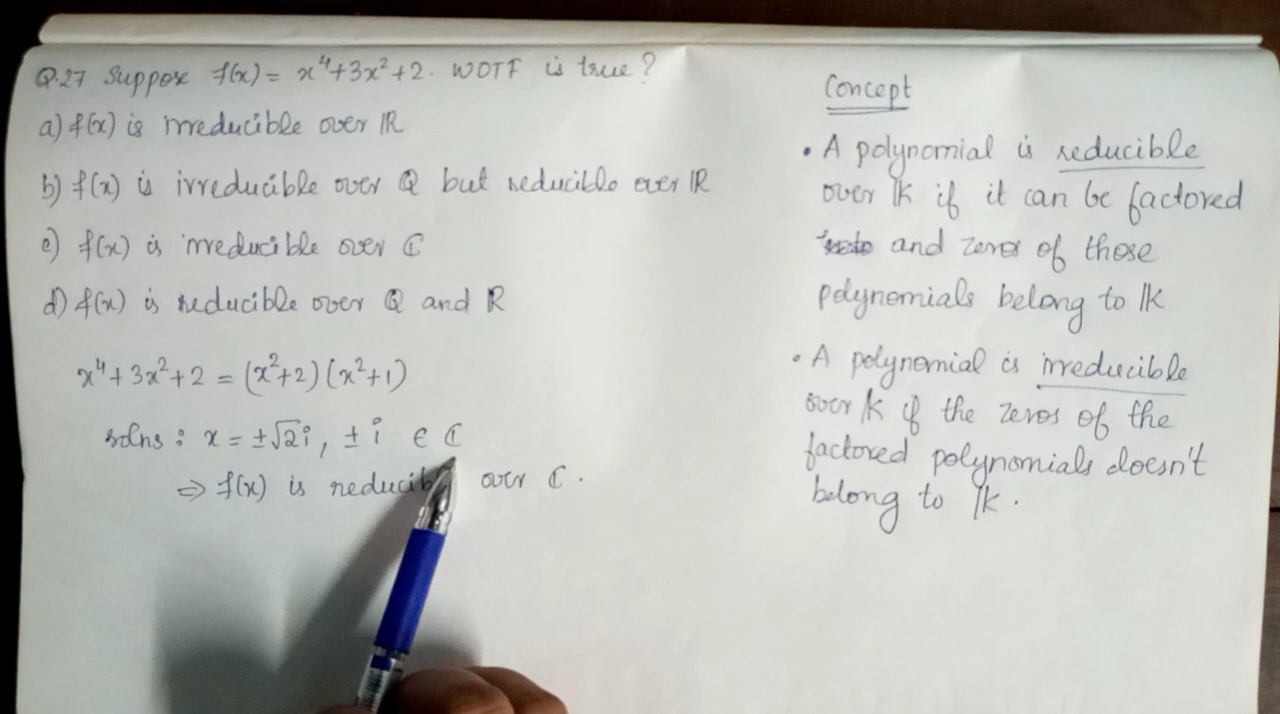 Q.27 Suppose f(x) = x⁴+3x²+2. WOTF is true?
a) f(x) is irreducible over ℝ
b) f(x) is irreducible over Q but reducible over ℝ
c) f(x) is irreducible over ℂ
d) f(x) is reducible over Q and ℝ
x⁴+3x²+2 = (x²+2)(x²+1)
solns : x = ±√2i, ± i ∈ ℂ
⇒ f(x) is reducib over ℂ.
Concept
• A polynomial is reducible
over K if it can be factored
and zeros of those
polynomials belong to K
• A polynomial is irreducible
over K if the zeros of the
factored polynomials doesn't
belong to K.